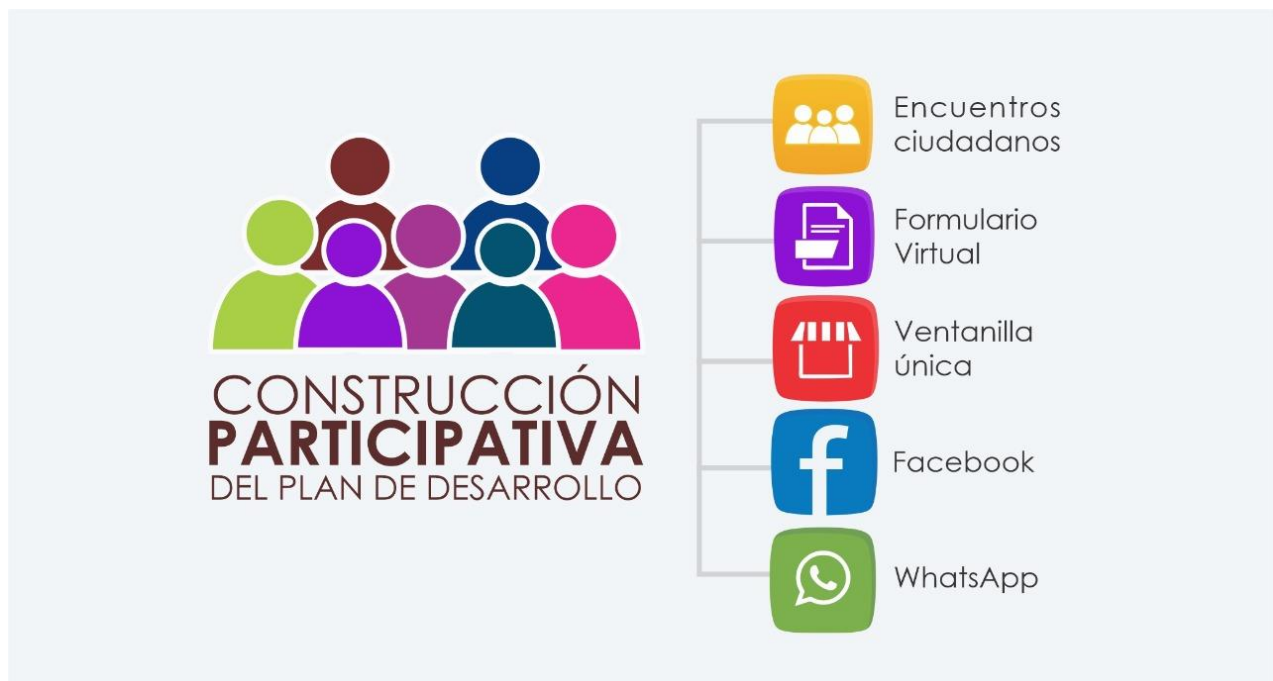 CONSTRUCCIÓN
PARTICIPATIVA
DEL PLAN DE DESARROLLO
Encuentros
ciudadanos
Formulario
Virtual
Ventanilla
única
Facebook
WhatsApp